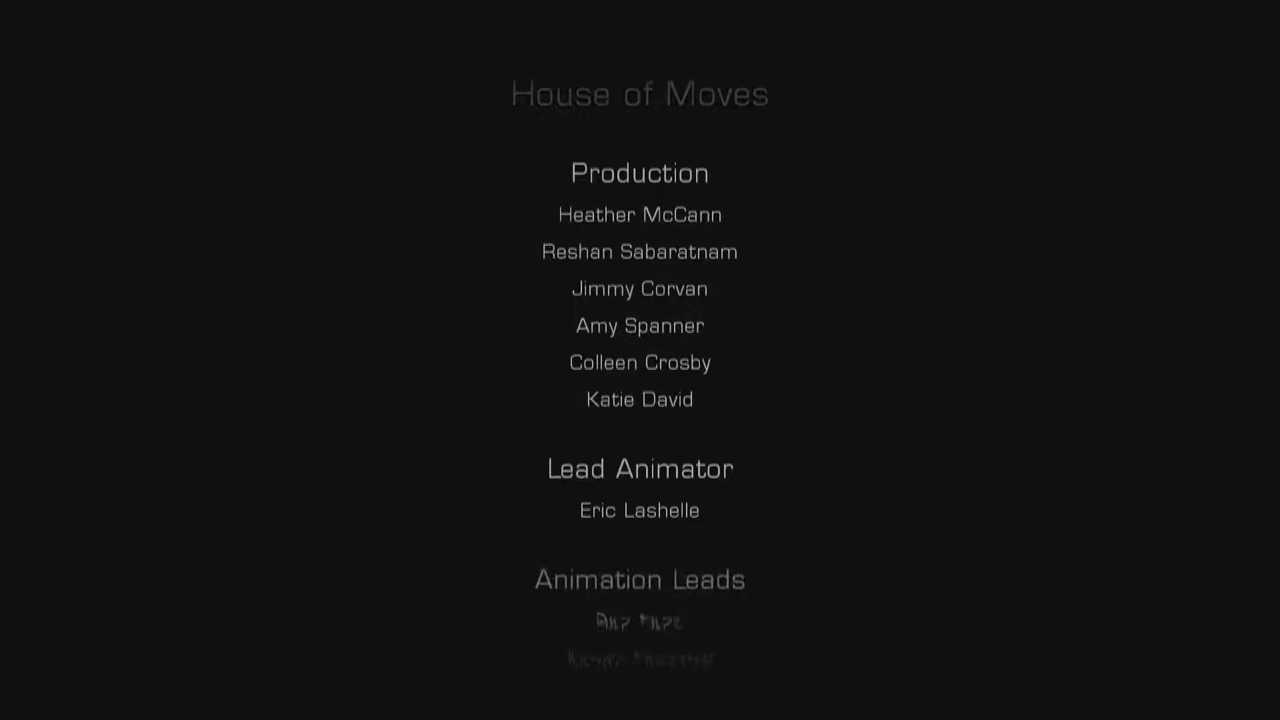 House of Moves
Production
Heather McCann
Reshan Sabaratnam
Jimmy Corvan
Amy Spanner
Colleen Crosby
Katie David
Lead Animator
Eric Lashelle
Animation Leads